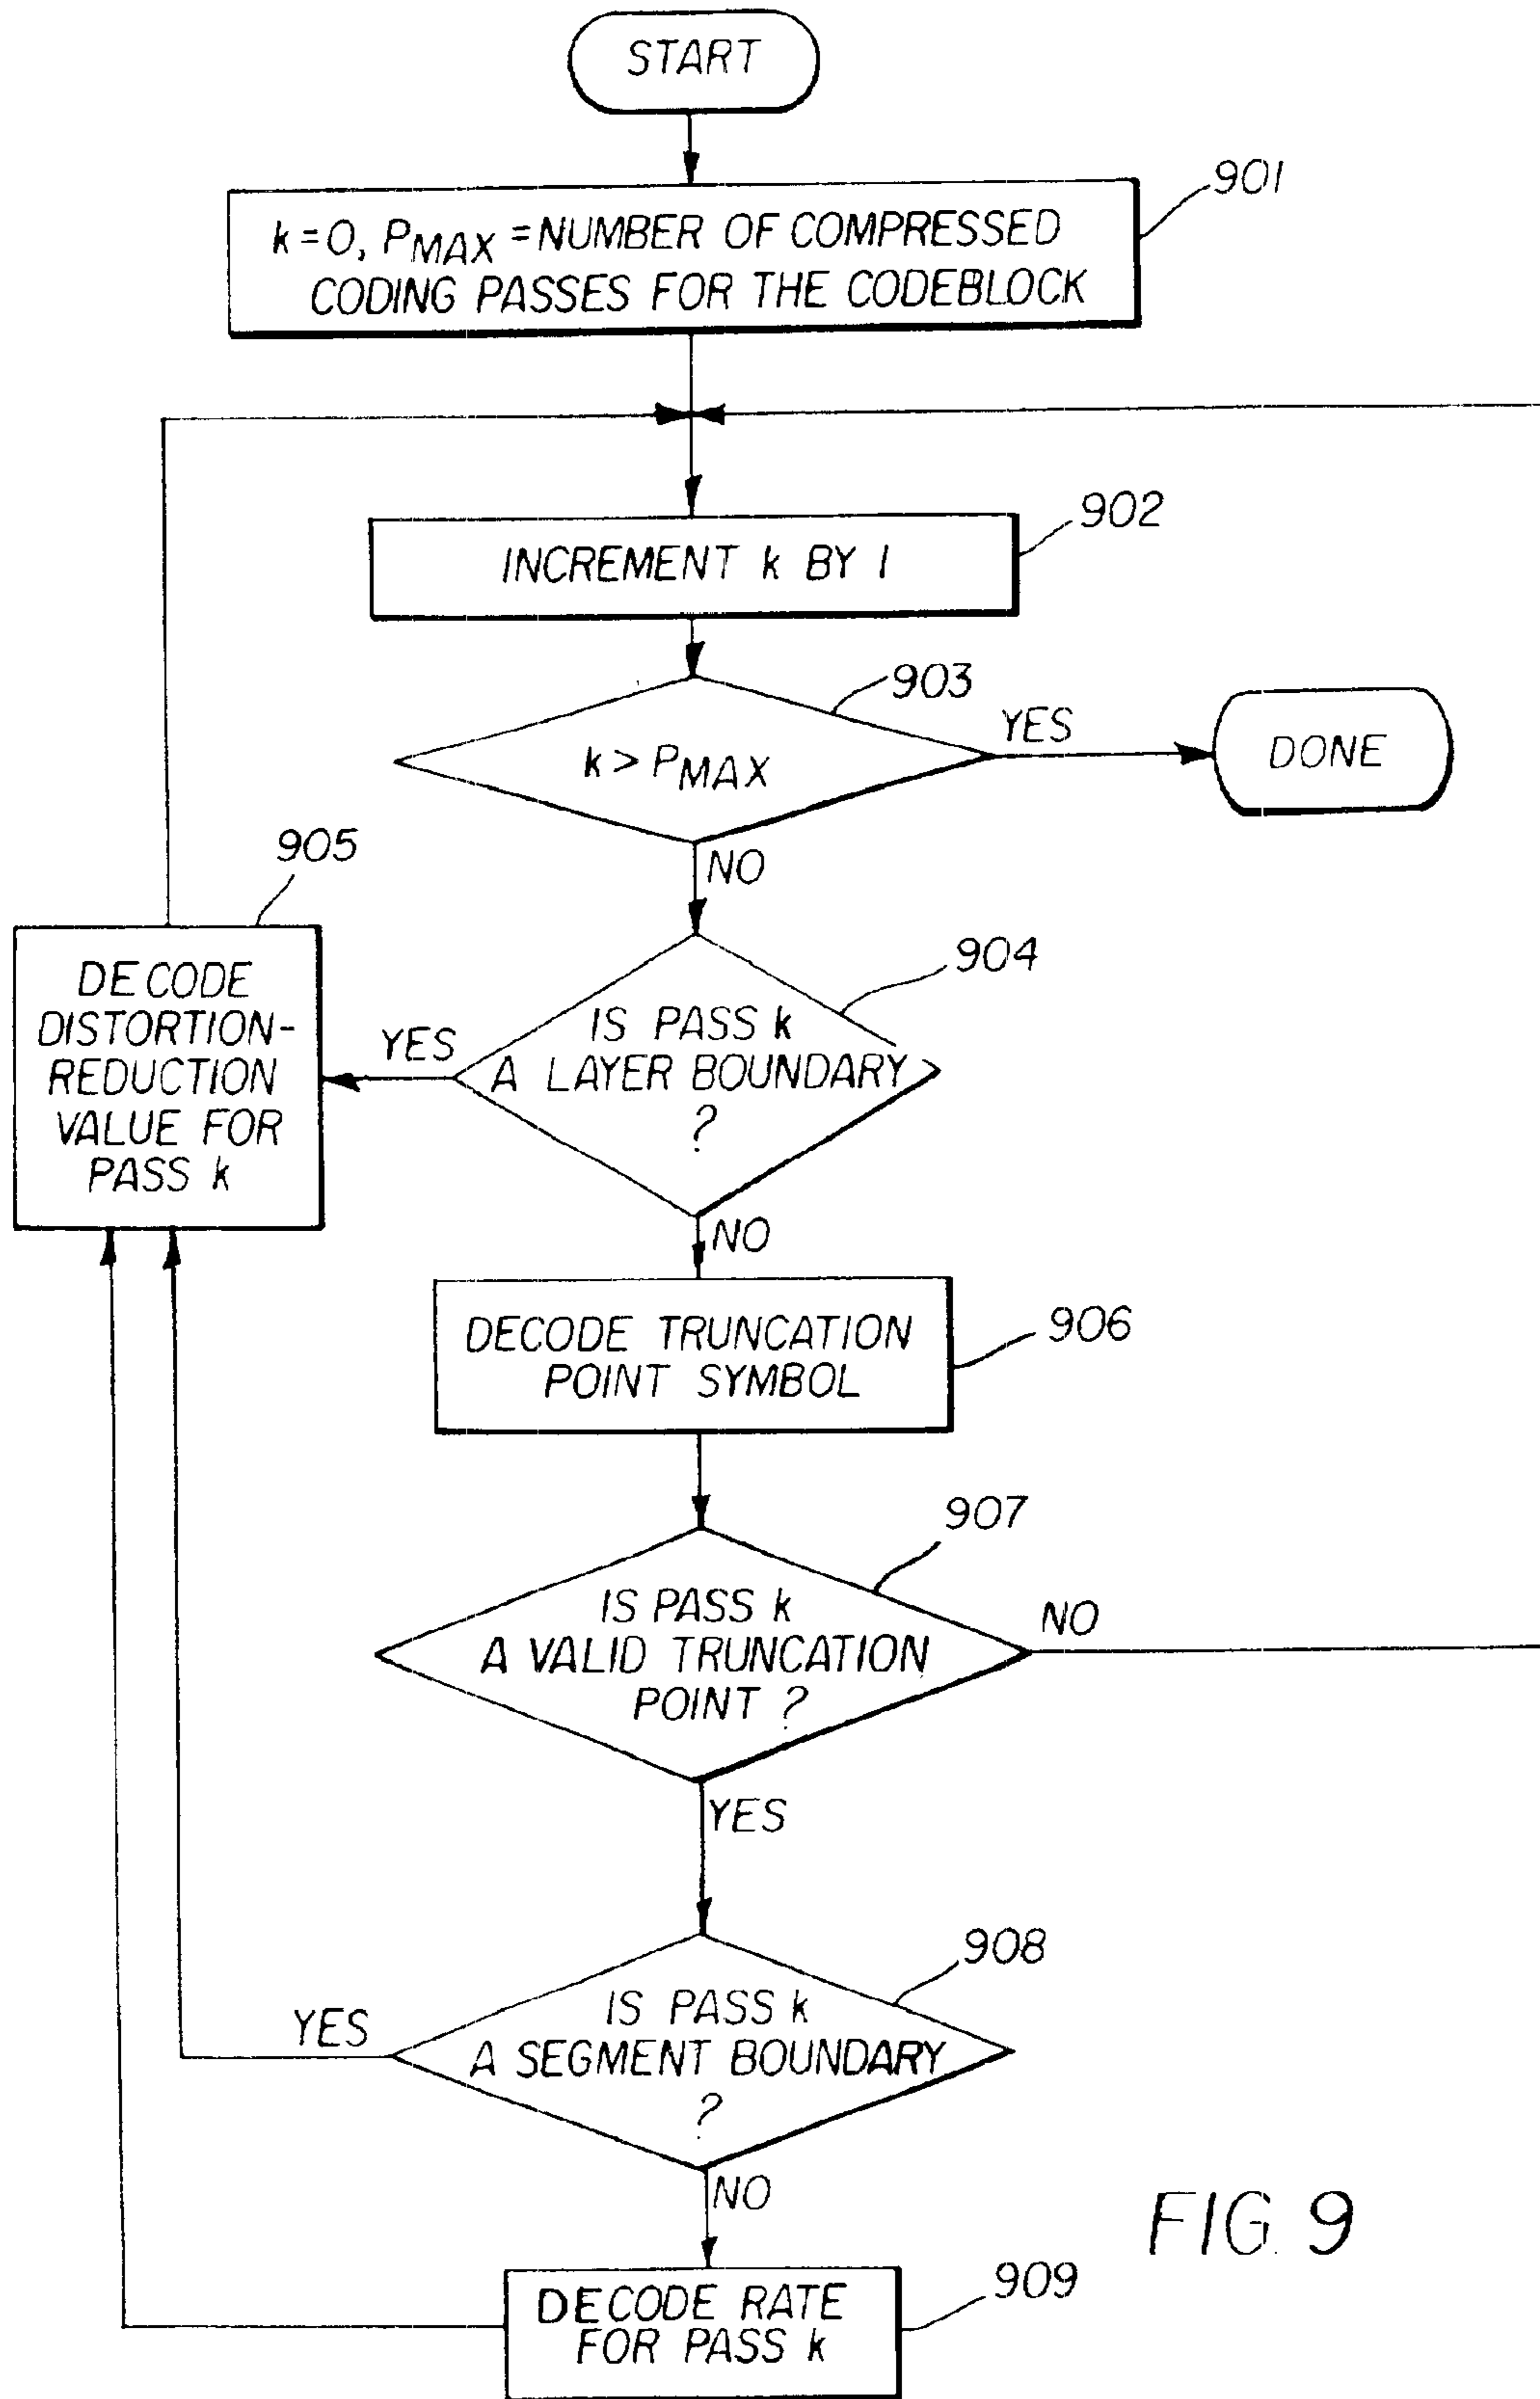 START
901
k=0, PMAX=NUMBER OF COMPRESSED
CODING PASSES FOR THE CODEBLOCK
902
INCREMENT k BY 1
903
k > PMAX
YES
DONE
NO
905
DECODE
DISTORTION-
REDUCTION
VALUE FOR
PASS k
904
IS PASS k
A LAYER BOUNDARY
?
YES
NO
906
DECODE TRUNCATION
POINT SYMBOL
907
IS PASS k
A VALID TRUNCATION
POINT ?
NO
YES
908
IS PASS k
A SEGMENT BOUNDARY
?
YES
NO
909
DECODE RATE
FOR PASS k
FIG. 9